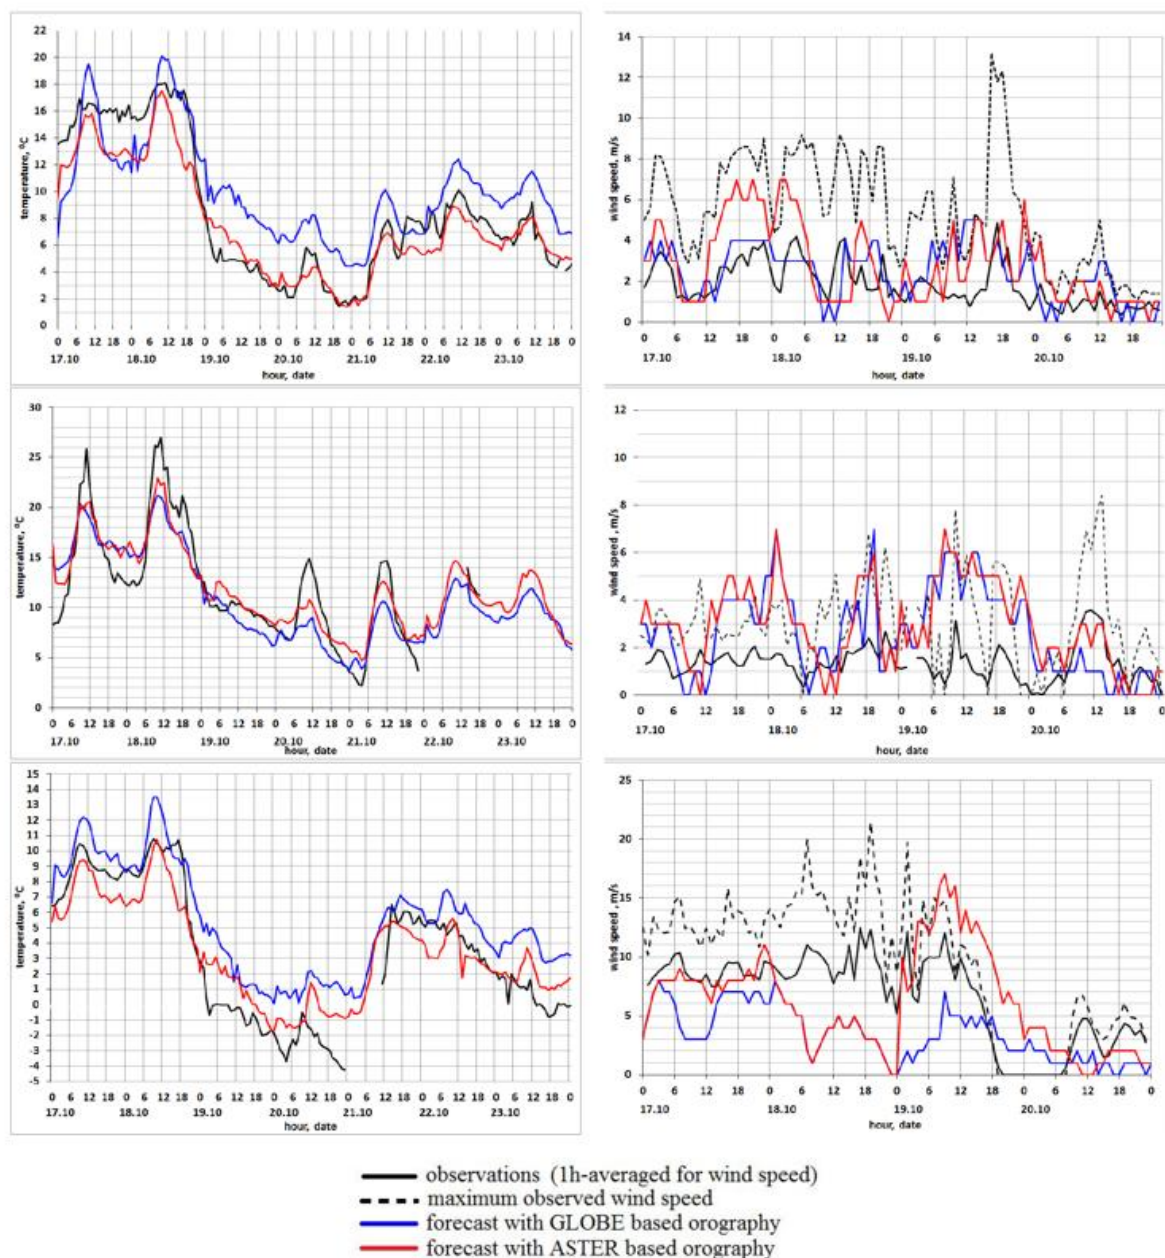 22
20
18
16
14
12
10
8
6
4
2
0
temperature, ºC
0 6 12 18 0 6 12 18 0 6 12 18 0 6 12 18 0 6 12 18 0 6 12 18 0 6 12 18 0
17.10 18.10 19.10 20.10 21.10 22.10 23.10
hour, date
14
12
10
8
6
4
2
0
wind speed, m/s
0 6 12 18 0 6 12 18 0 6 12 18 0 6 12 18
17.10 18.10 19.10 20.10
hour, date
30
25
20
15
10
5
0
temperature, ºC
0 6 12 18 0 6 12 18 0 6 12 18 0 6 12 18 0 6 12 18 0 6 12 18 0 6 12 18 0
17.10 18.10 19.10 20.10 21.10 22.10 23.10
hour, date
12
10
8
6
4
2
0
wind speed , m/s
0 6 12 18 0 6 12 18 0 6 12 18 0 6 12 18 0
17.10 18.10 19.10 20.10
hour, date
15
14
13
12
11
10
9
8
7
6
5
4
3
2
1
0
-1
-2
-3
-4
-5
temperature, ºC
0 6 12 18 0 6 12 18 0 6 12 18 0 6 12 18 0 6 12 18 0 6 12 18 0 6 12 18 0
17.10 18.10 19.10 20.10 21.10 22.10 23.10
hour, date
25
20
15
10
5
0
wind speed , m/s
0 6 12 18 0 6 12 18 0 6 12 18 0 6 12 18 0
17.10 18.10 19.10 20.10
hour, date
observations (1h-averaged for wind speed)
maximum observed wind speed
forecast with GLOBE based orography
forecast with ASTER based orography